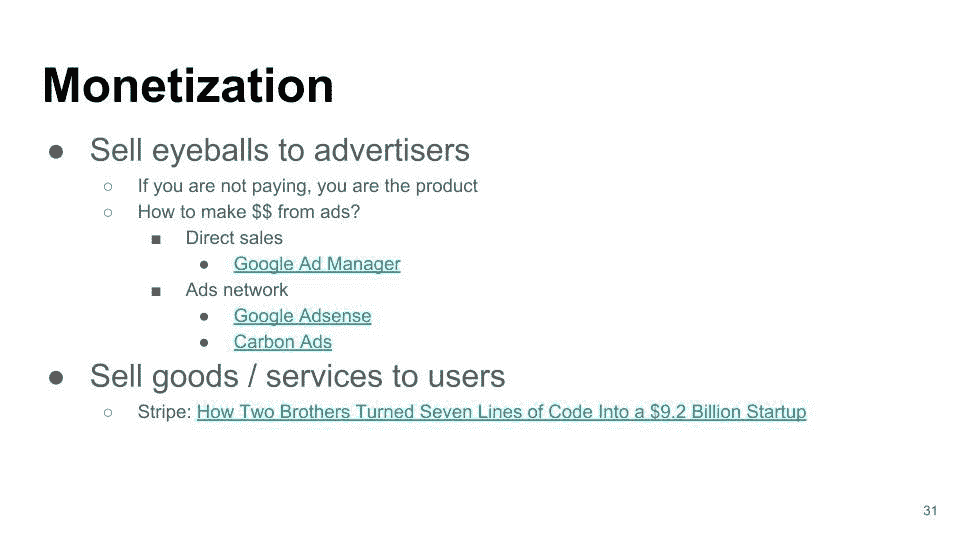 Monetization
● Sell eyeballs to advertisers
○ If you are not paying, you are the product
○ How to make $$ from ads?
■ Direct sales
● Google Ad Manager
■ Ads network
● Google Adsense
● Carbon Ads
● Sell goods / services to users
○ Stripe: How Two Brothers Turned Seven Lines of Code Into a $9.2 Billion Startup
31